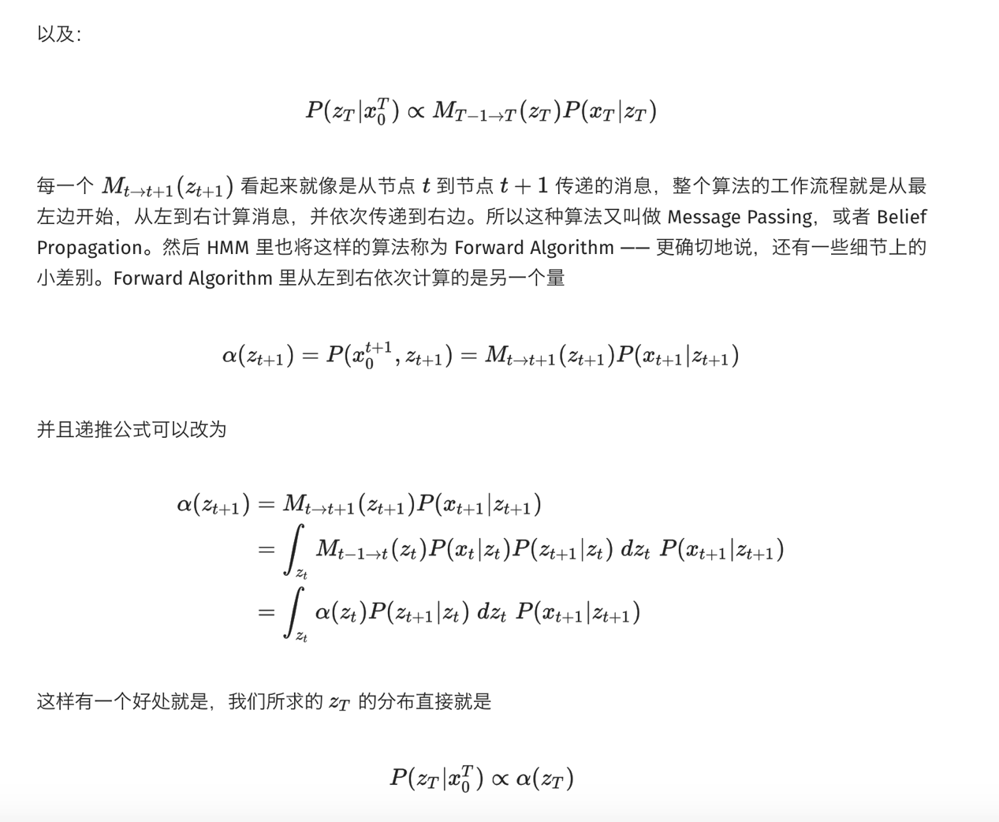 以及：
$P(z_T|x_0^T) \propto M_{T-1\to T}(z_T)P(x_T|z_T)$
每一个 $M_{t\to t+1}(z_{t+1})$ 看起来就像是从节点 $t$ 到节点 $t+1$ 传递的消息，整个算法的工作流程就是从最
左边开始，从左到右计算消息，并依次传递到右边。所以这种算法又叫做 Message Passing，或者 Belief
Propagation。然后 HMM 里也将这样的算法称为 Forward Algorithm —— 更确切地说，还有一些细节上的
小差别。Forward Algorithm 里从左到右依次计算的是另一个量
$\alpha(z_{t+1}) = P(x_0^{t+1}, z_{t+1}) = M_{t\to t+1}(z_{t+1})P(x_{t+1}|z_{t+1})$
并且递推公式可以改为
$\alpha(z_{t+1}) = M_{t\to t+1}(z_{t+1})P(x_{t+1}|z_{t+1})$
$= \int_{z_t} M_{t-1\to t}(z_t)P(x_t|z_t)P(z_{t+1}|z_t)\ dz_t\ P(x_{t+1}|z_{t+1})$
$= \int_{z_t} \alpha(z_t)P(z_{t+1}|z_t)\ dz_t\ P(x_{t+1}|z_{t+1})$
这样有一个好处就是，我们所求的 $z_T$ 的分布直接就是
$P(z_T|x_0^T) \propto \alpha(z_T)$